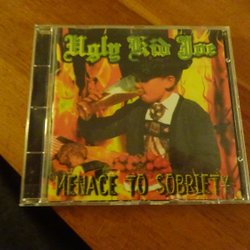 Ugly Kid Joe
MENACE TO SOBRIETY